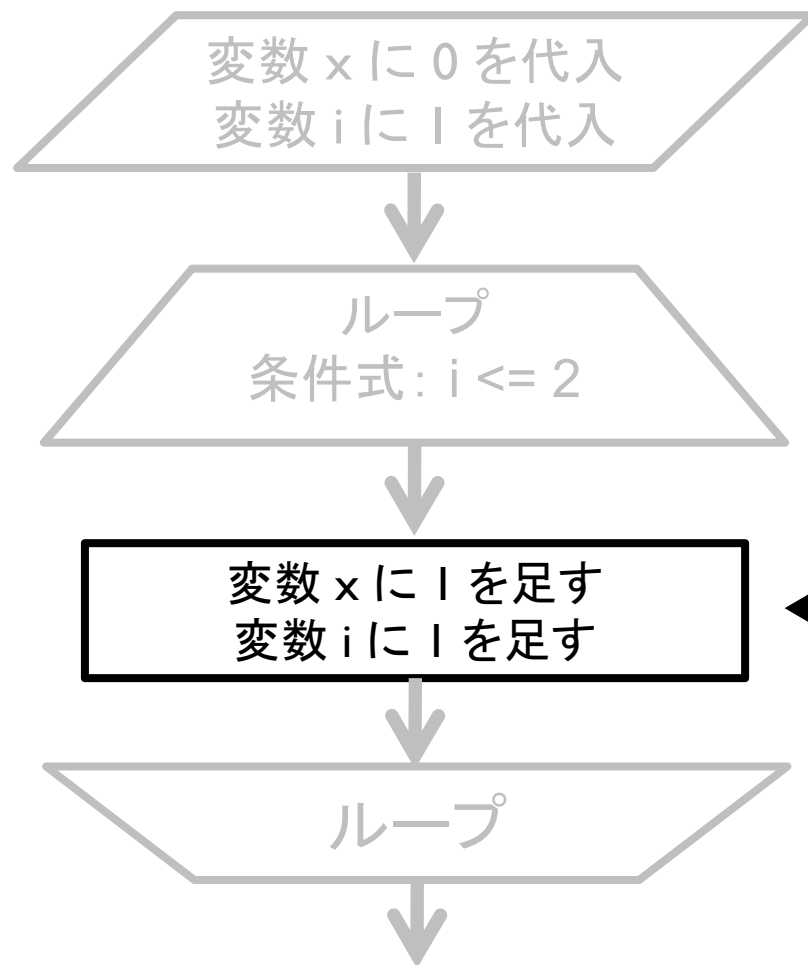 変数 x に 0 を代入
変数 i に 1 を代入
ループ
条件式: i <= 2
変数 x に 1 を足す
変数 i に 1 を足す
ループ